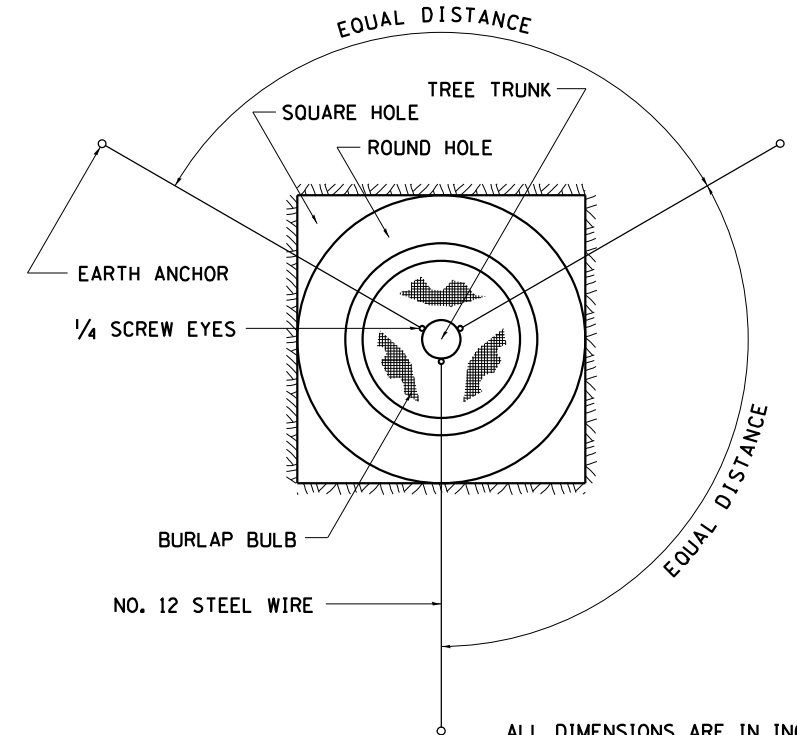 EQUAL DISTANCE
TREE TRUNK
SQUARE HOLE
ROUND HOLE
EARTH ANCHOR
1/4 SCREW EYES
EQUAL DISTANCE
BURLAP BULB
NO. 12 STEEL WIRE
ALL DIMENSIONS ARE IN